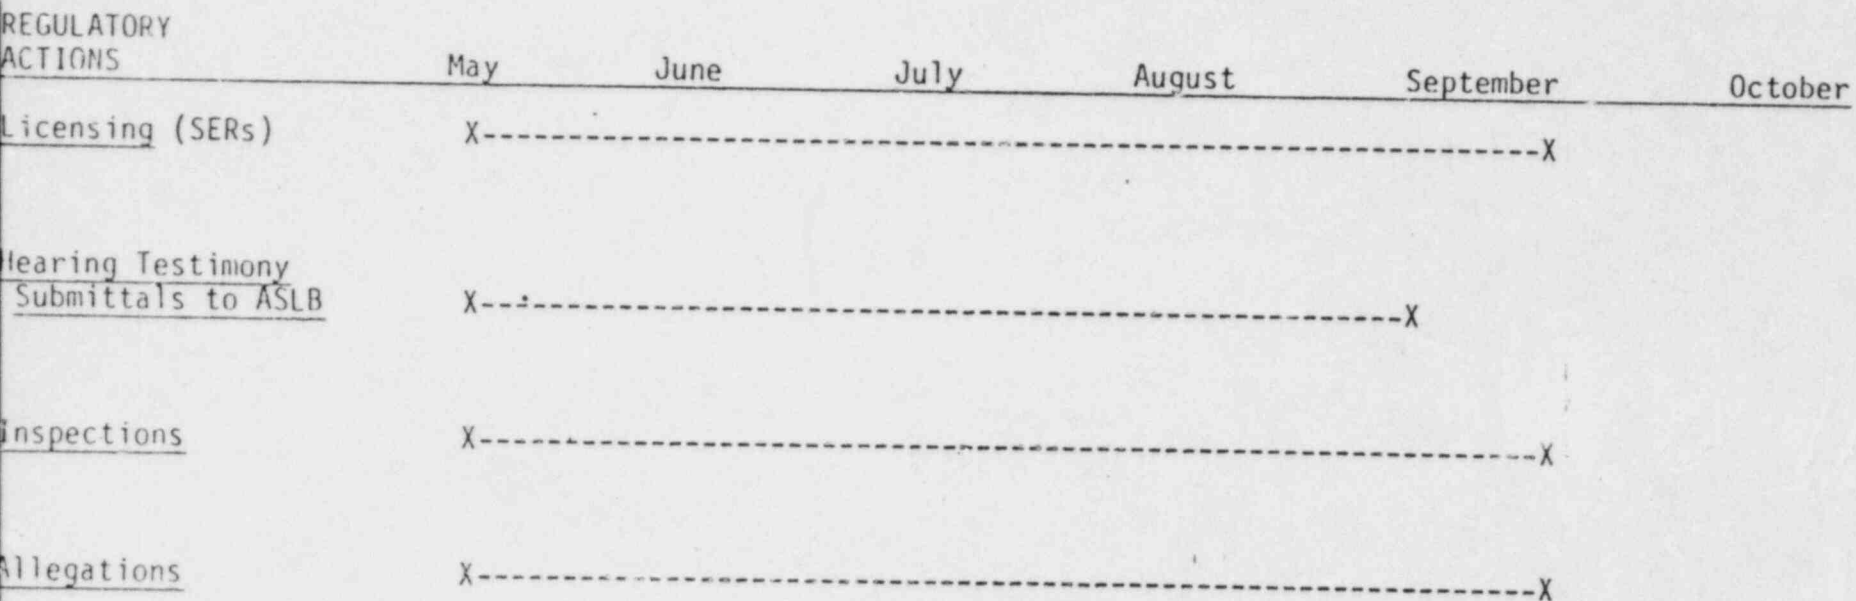 REGULATORY
ACTIONS May June July August September October
Licensing (SERs) X----------------------------------------------------------------X
Hearing Testimony
Submittals to ASLB X--------------------------------------------------------X
Inspections X----------------------------------------------------------------X
Allegations X----------------------------------------------------------------X